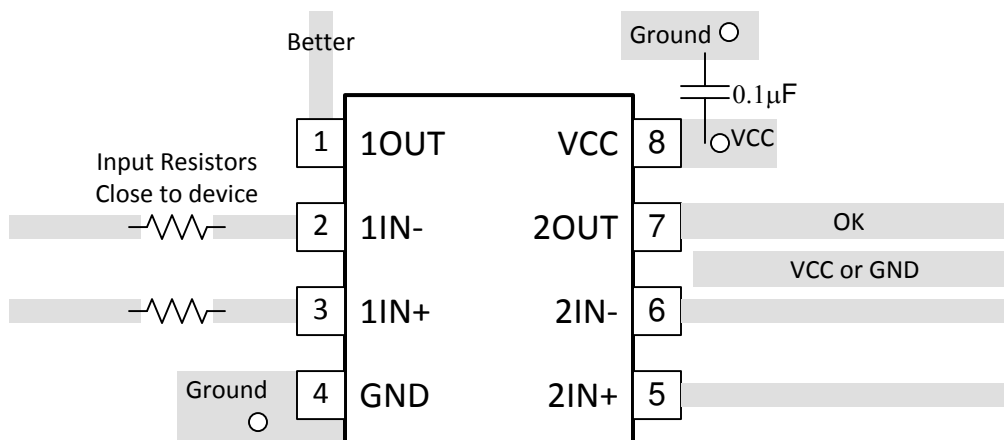 Better
Ground
0.1μF
1 1OUT VCC 8 VCC
Input Resistors
Close to device
2 1IN- 2OUT 7 OK
VCC or GND
3 1IN+ 2IN- 6
Ground
4 GND 2IN+ 5